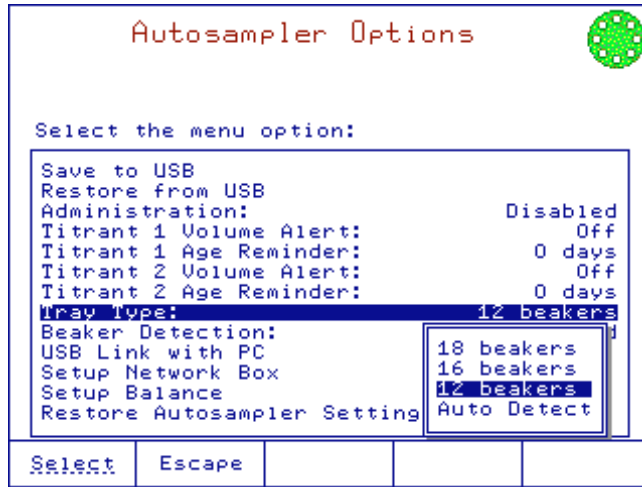 Autosampler Options
Select the menu option:
Save to USB
Restore from USB
Administration: Disabled
Titrant 1 Volume Alert: Off
Titrant 1 Age Reminder: 0 days
Titrant 2 Volume Alert: Off
Titrant 2 Age Reminder: 0 days
Tray Type: 12 beakers
Beaker Detection:
USB Link with PC
Setup Network Box
Setup Balance
Restore Autosampler Setting
18 beakers
16 beakers
12 beakers
Auto Detect
Select Escape